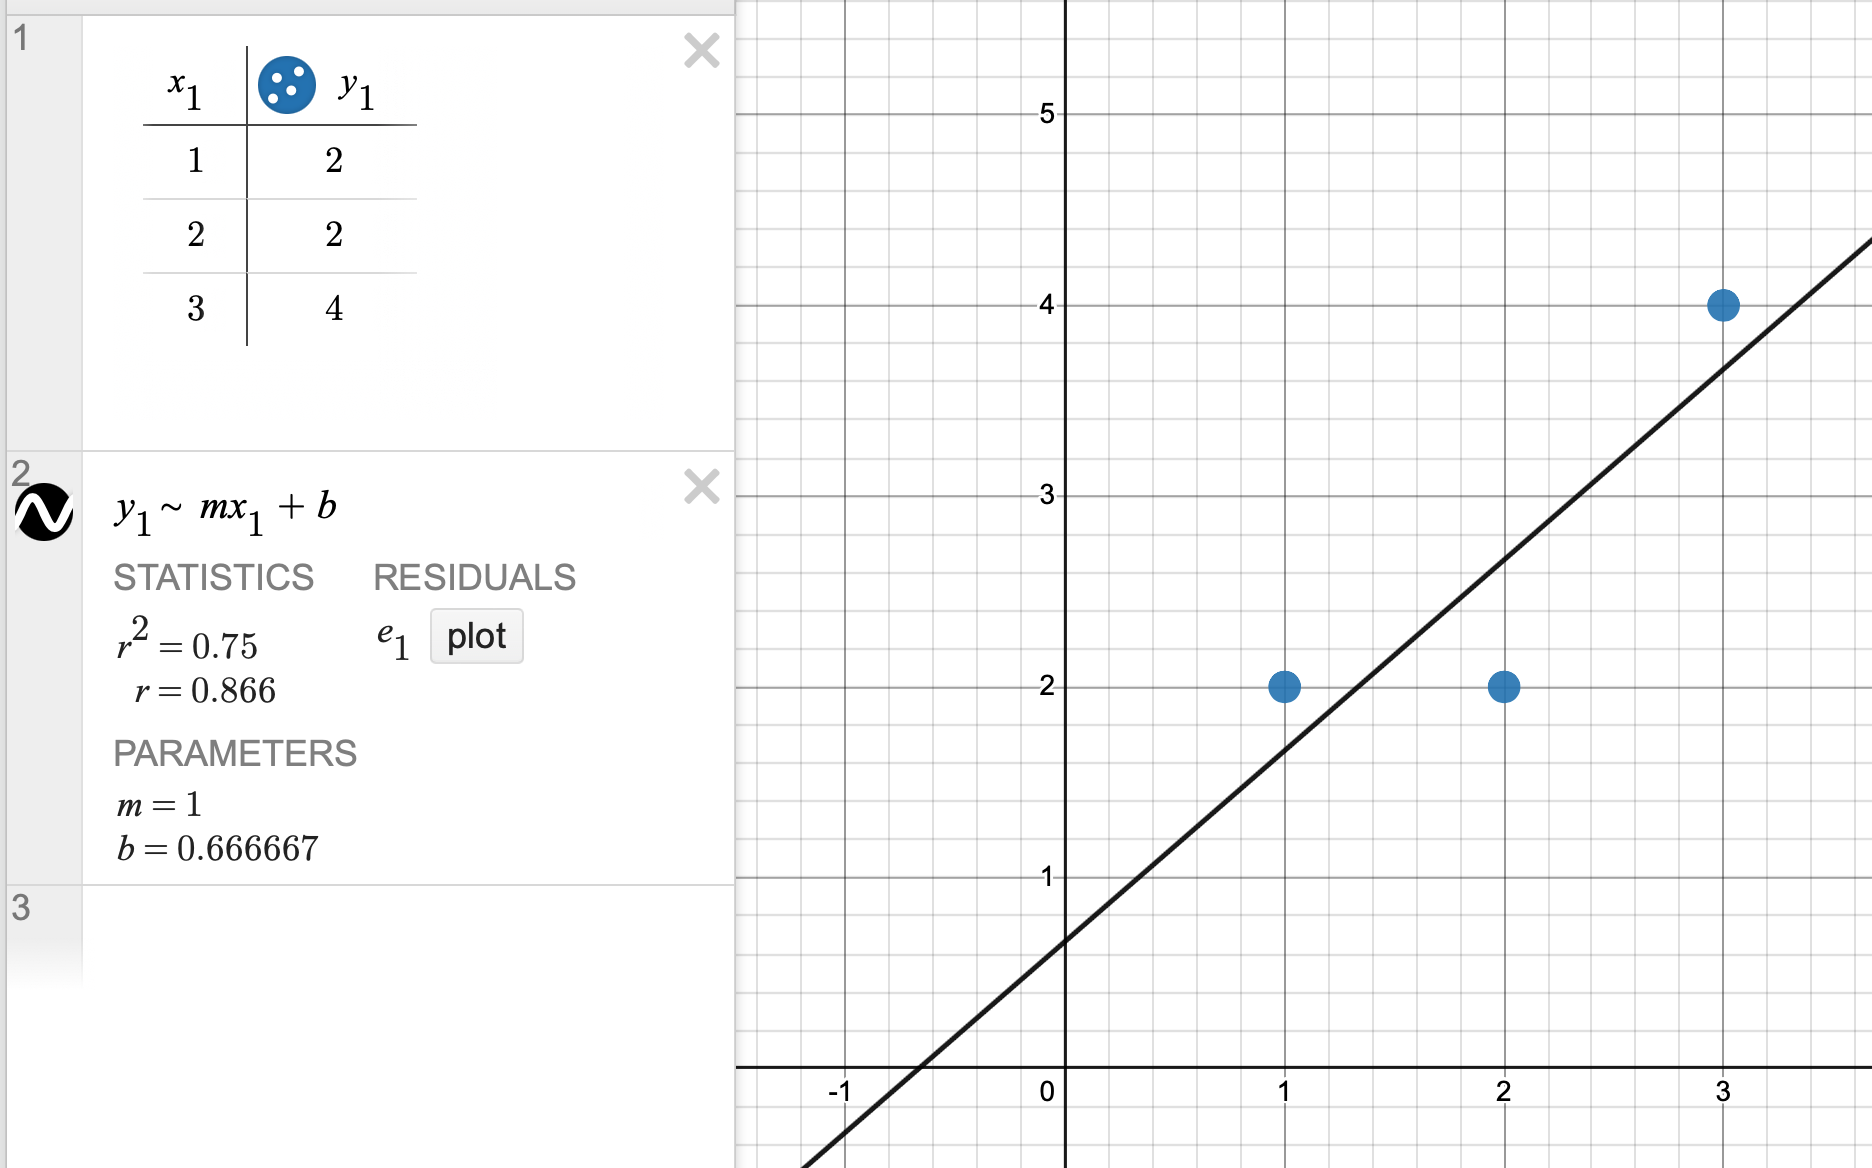 1
x₁ y₁
1 2
2 2
3 4
2
y₁ ~ mx₁ + b
STATISTICS RESIDUALS
r² = 0.75 e₁ plot
r = 0.866
PARAMETERS
m = 1
b = 0.666667
3
5
4
3
2
1
-1 0 1 2 3